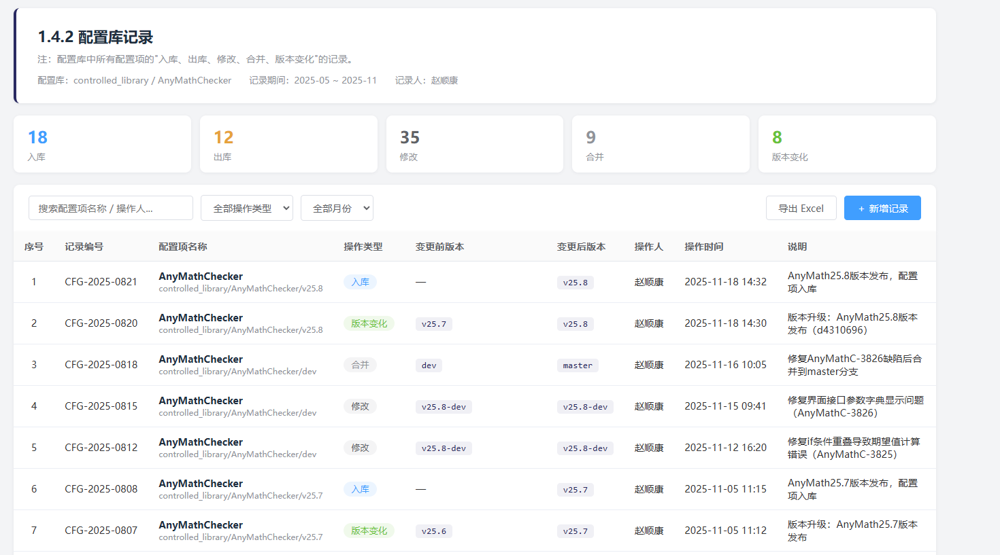 1.4.2 配置库记录
注：配置库中所有配置项的"入库、出库、修改、合并、版本变化"的记录。
配置库：controlled_library / AnyMathChecker 记录期间：2025-05 ~ 2025-11 记录人：赵顺康
18 12 35 9 8
入库 出库 修改 合并 版本变化
搜索配置项名称 / 操作人... 全部操作类型 全部月份 导出 Excel + 新增记录
序号 记录编号 配置项名称 操作类型 变更前版本 变更后版本 操作人 操作时间 说明
1 CFG-2025-0821 AnyMathChecker 入库 — v25.8 赵顺康 2025-11-18 14:32 AnyMath25.8版本发布，配置
controlled_library/AnyMathChecker/v25.8 项入库
2 CFG-2025-0820 AnyMathChecker 版本变化 v25.7 v25.8 赵顺康 2025-11-18 14:30 版本升级：AnyMath25.8版本
controlled_library/AnyMathChecker/v25.8 发布（d4310696）
3 CFG-2025-0818 AnyMathChecker 合并 dev master 赵顺康 2025-11-16 10:05 修复AnyMathC-3826缺陷后合
controlled_library/AnyMathChecker/dev 并到master分支
4 CFG-2025-0815 AnyMathChecker 修改 v25.8-dev v25.8-dev 赵顺康 2025-11-15 09:41 修复界面接口参数字典显示问题
controlled_library/AnyMathChecker/dev （AnyMathC-3826）
5 CFG-2025-0812 AnyMathChecker 修改 v25.8-dev v25.8-dev 赵顺康 2025-11-12 16:20 修复if条件重叠导致期望值计算
controlled_library/AnyMathChecker/dev 错误（AnyMathC-3825）
6 CFG-2025-0808 AnyMathChecker 入库 — v25.7 赵顺康 2025-11-05 11:15 AnyMath25.7版本发布，配置
controlled_library/AnyMathChecker/v25.7 项入库
7 CFG-2025-0807 AnyMathChecker 版本变化 v25.6 v25.7 赵顺康 2025-11-05 11:12 版本升级：AnyMath25.7版本
controlled_library/AnyMathChecker/v25.7 发布